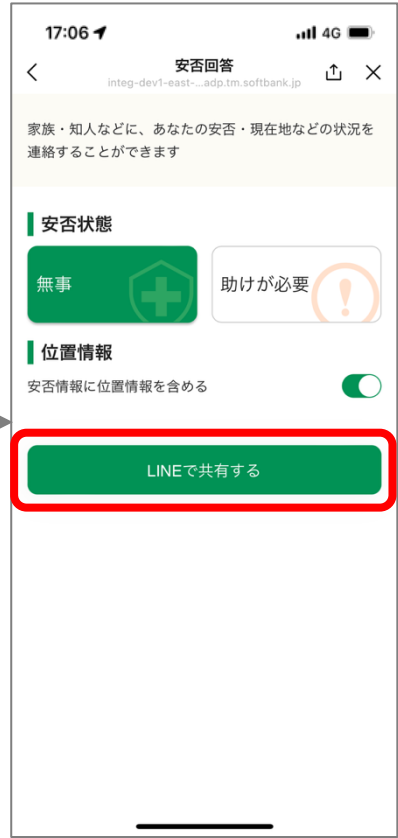 17:06
4G
安否回答
integ-dev1-east-...adp.tm.softbank.jp
家族・知人などに、あなたの安否・現在地などの状況を
連絡することができます
安否状態
無事
助けが必要
位置情報
安否情報に位置情報を含める
LINEで共有する